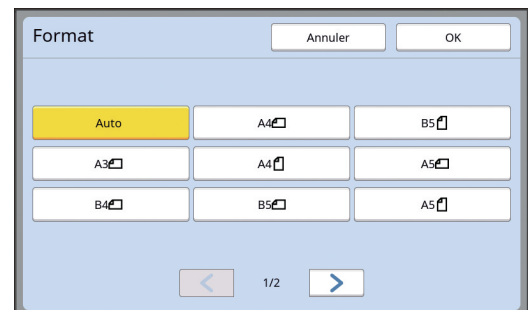 Format Annuler OK
Auto A4 B5
A3 A4 A5
B4 B5 A5
1/2